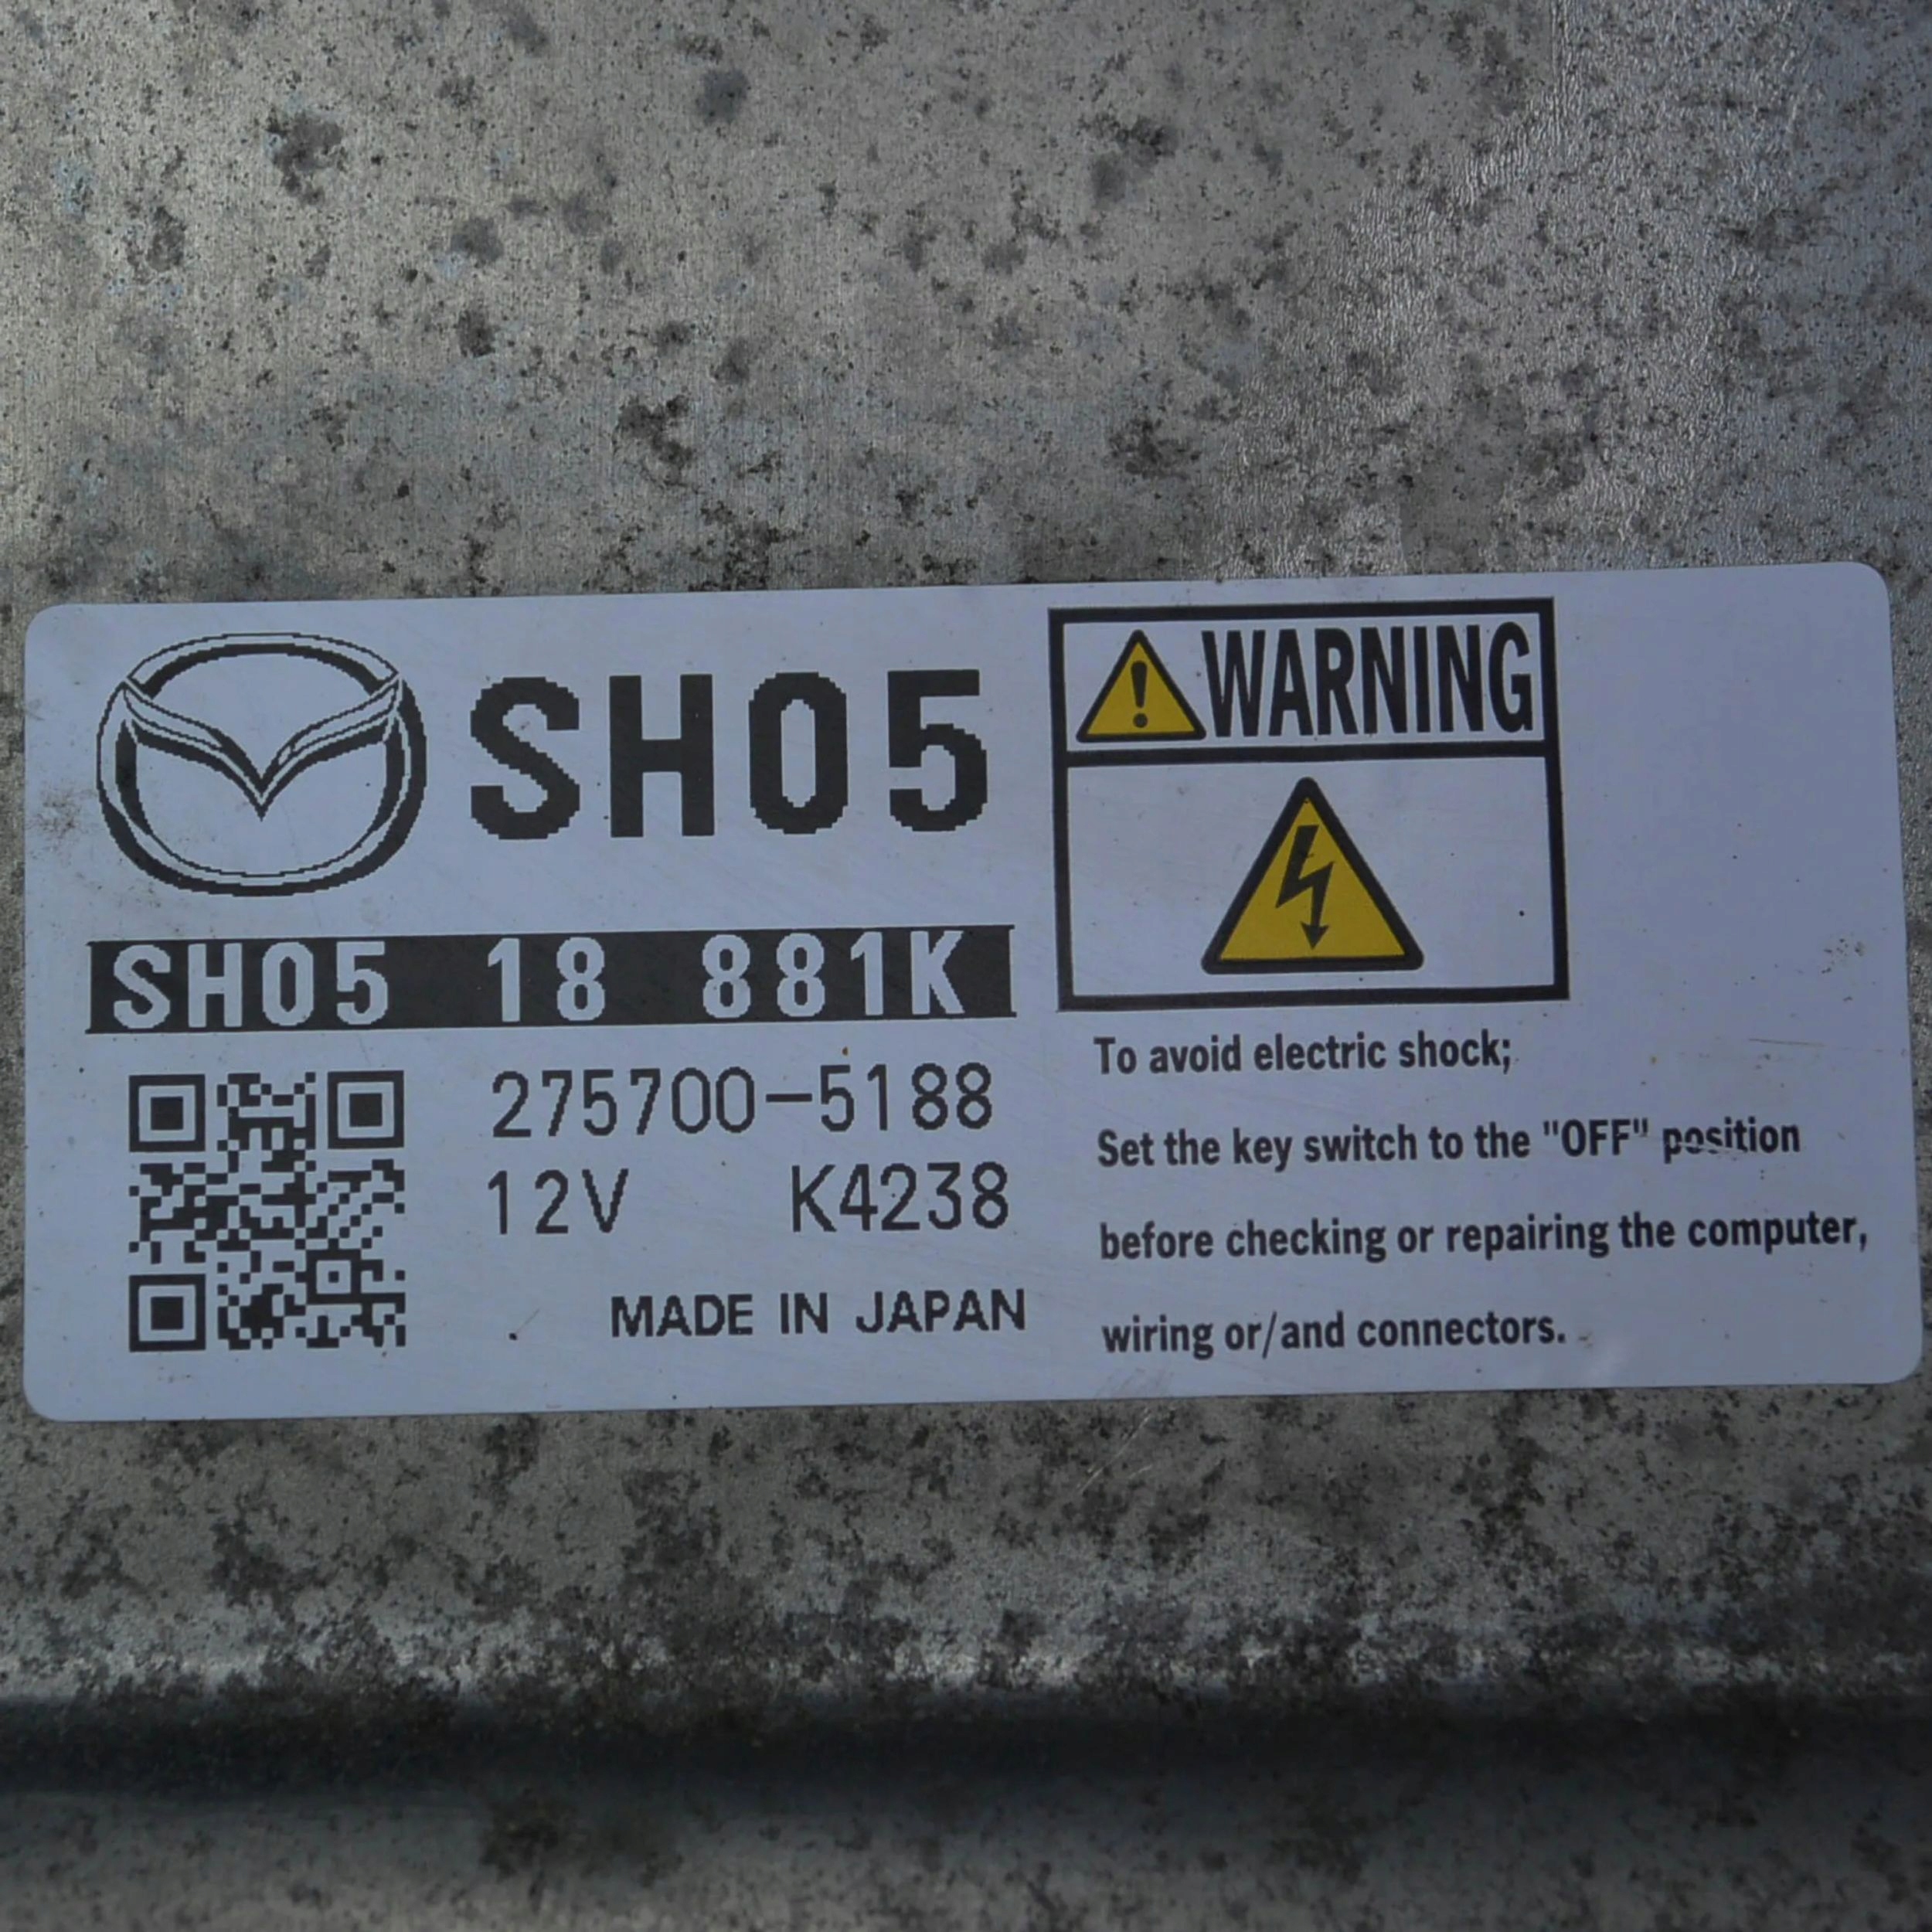 SH05
SH05 18 881K
275700-5188
12V K4238
MADE IN JAPAN
WARNING
To avoid electric shock;
Set the key switch to the "OFF" position
before checking or repairing the computer,
wiring or/and connectors.